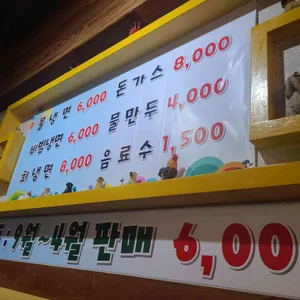 물냉면 6,000 돈가스 8,000
비빔냉면 6,000 물만두 4,000
회냉면 8,000 음료수 1,500
: 9월~4월 판매 6,00